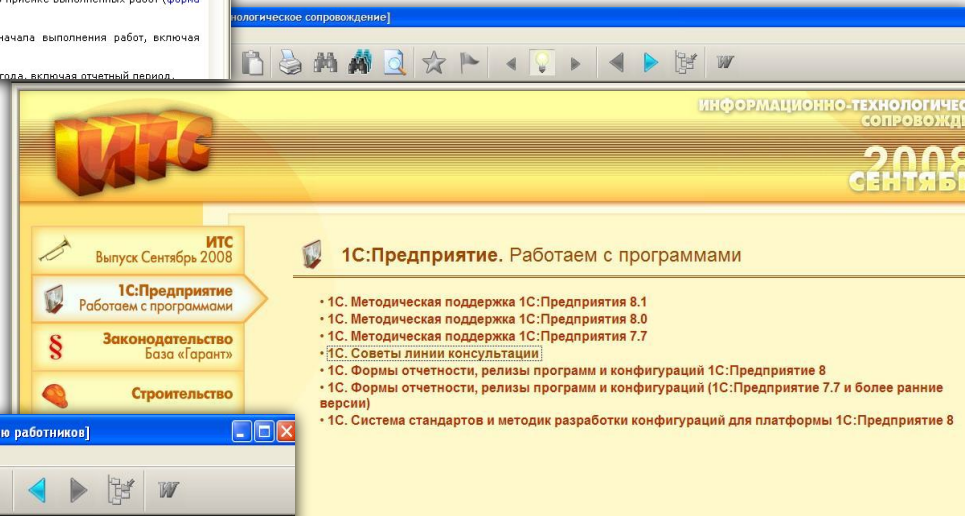 о приемке выполненных работ (форма
начала выполнения работ, включая
года, включая отчетный период.
нологическое сопровождение]
W
ИНФОРМАЦИОННО-ТЕХНОЛОГИЧЕС
СОПРОВОЖД
2008
СЕНТЯБР
ИТС
ИТС
Выпуск Сентябрь 2008
1С:Предприятие
Работаем с программами
§
Законодательство
База «Гарант»
Строительство
1С:Предприятие. Работаем с программами
• 1С. Методическая поддержка 1С:Предприятия 8.1
• 1С. Методическая поддержка 1С:Предприятия 8.0
• 1С. Методическая поддержка 1С:Предприятия 7.7
• 1С. Советы линии консультации
• 1С. Формы отчетности, релизы программ и конфигураций 1С:Предприятие 8
• 1С. Формы отчетности, релизы программ и конфигураций (1С:Предприятие 7.7 и более ранние
версии)
• 1С. Система стандартов и методик разработки конфигураций для платформы 1С:Предприятие 8
ю работников]
W